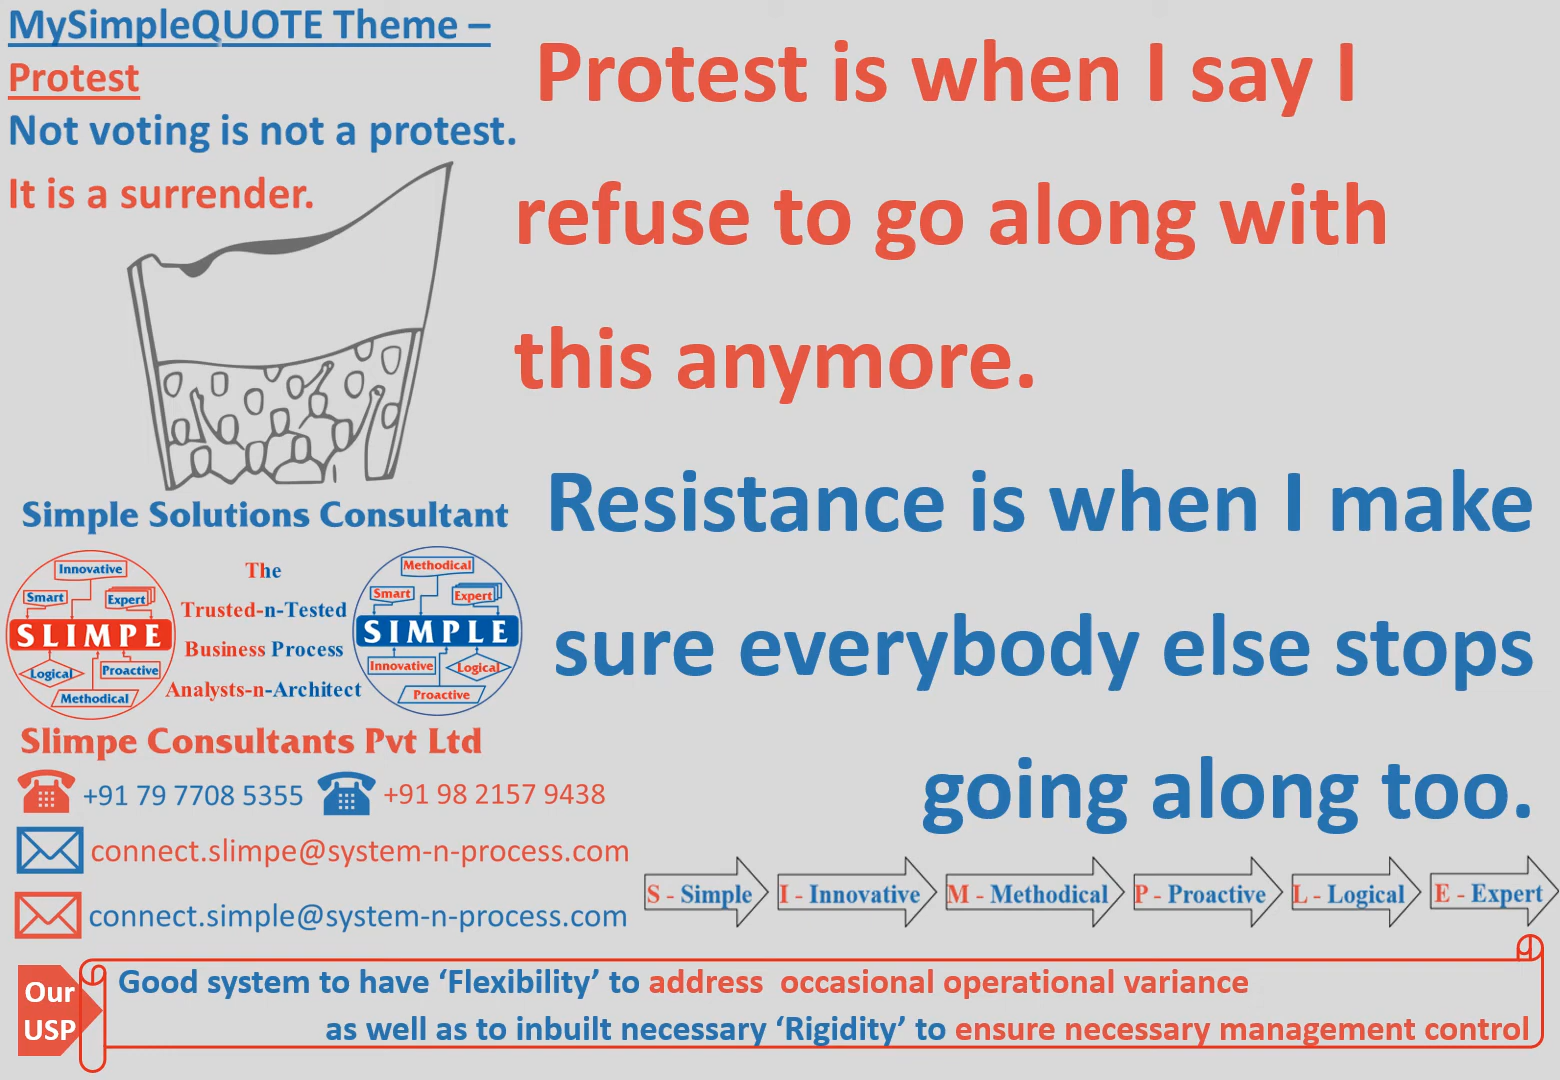 MySimpleQUOTE Theme –
Protest
Not voting is not a protest.
It is a surrender.
Protest is when I say I
refuse to go along with
this anymore.
Resistance is when I make
sure everybody else stops
going along too.
Simple Solutions Consultant
Innovative
Smart
Expert
SLIMPE
Logical
Proactive
Methodical
The
Trusted-n-Tested
Business Process
Analysts-n-Architect
Methodical
Smart
Expert
SIMPLE
Innovative
Logical
Proactive
Slimpe Consultants Pvt Ltd
+91 79 7708 5355 +91 98 2157 9438
connect.slimpe@system-n-process.com
connect.simple@system-n-process.com
S - Simple I - Innovative M - Methodical P - Proactive L - Logical E - Expert
Our
USP
Good system to have ‘Flexibility’ to address occasional operational variance
as well as to inbuilt necessary ‘Rigidity’ to ensure necessary management control